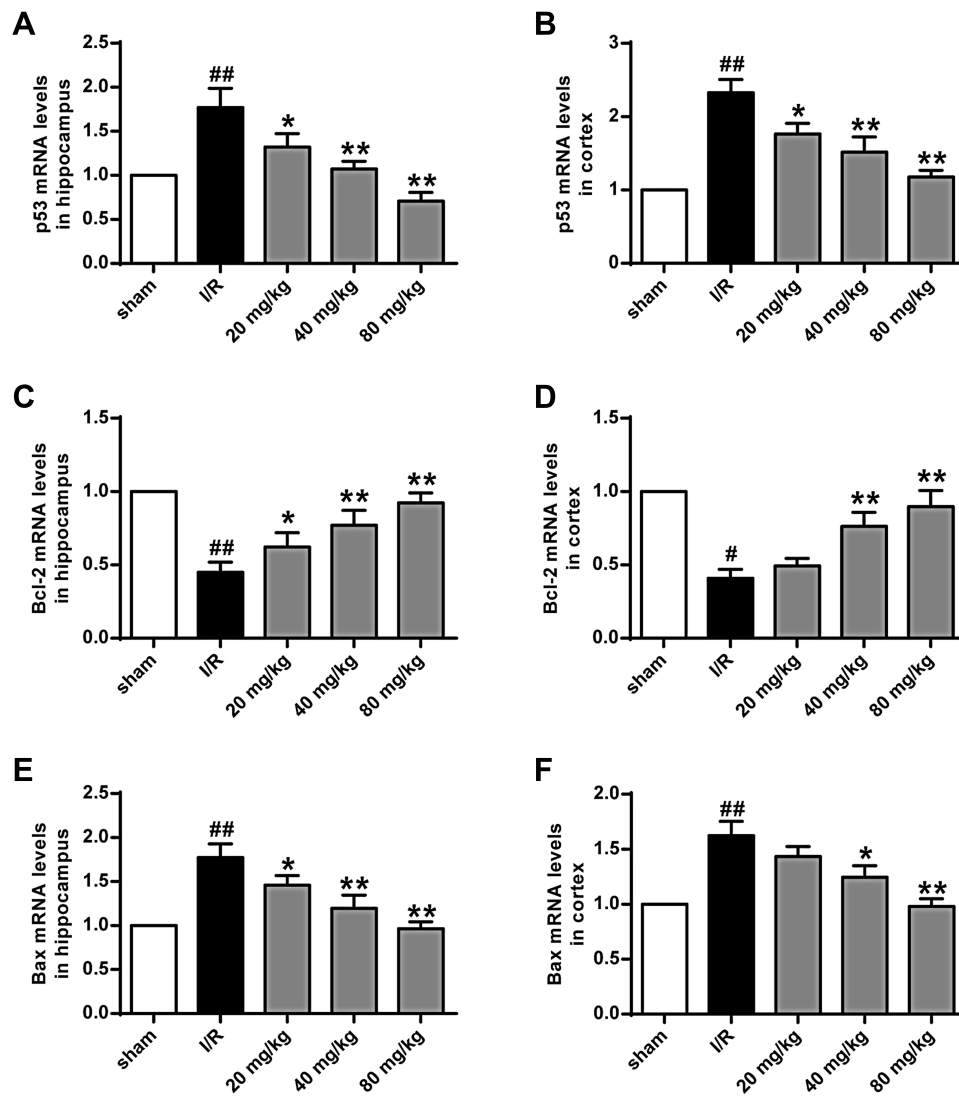 A
p53 mRNA levels
in hippocampus
2.5
2.0
1.5
1.0
0.5
0.0
##
*
**
**
sham
I/R
20 mg/kg
40 mg/kg
80 mg/kg
B
p53 mRNA levels
in cortex
3
2
1
0
##
*
**
**
sham
I/R
20 mg/kg
40 mg/kg
80 mg/kg
C
Bcl-2 mRNA levels
in hippocampus
1.5
1.0
0.5
0.0
##
*
**
**
sham
I/R
20 mg/kg
40 mg/kg
80 mg/kg
D
Bcl-2 mRNA levels
in cortex
1.5
1.0
0.5
0.0
#
**
**
sham
I/R
20 mg/kg
40 mg/kg
80 mg/kg
E
Bax mRNA levels
in hippocampus
2.5
2.0
1.5
1.0
0.5
0.0
##
*
**
**
sham
I/R
20 mg/kg
40 mg/kg
80 mg/kg
F
Bax mRNA levels
in cortex
2.0
1.5
1.0
0.5
0.0
##
*
**
sham
I/R
20 mg/kg
40 mg/kg
80 mg/kg